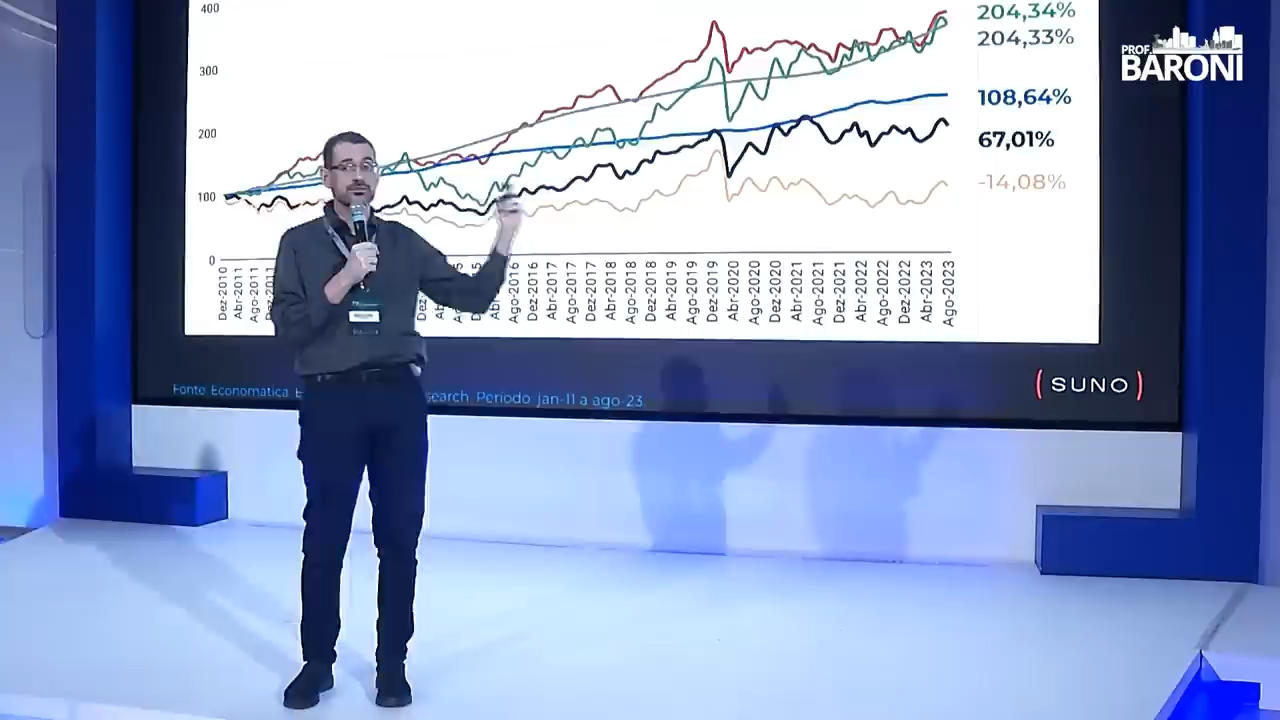 400
300
200
100
0
204,34%
204,33%
108,64%
67,01%
-14,08%
PROF.
BARONI
Dez-2010
Abr-2011
Ago-2011
Ago-2016
Dez-2016
Abr-2017
Ago-2017
Dez-2017
Abr-2018
Ago-2018
Dez-2018
Abr-2019
Ago-2019
Dez-2019
Abr-2020
Ago-2020
Dez-2020
Abr-2021
Ago-2021
Dez-2021
Abr-2022
Ago-2022
Dez-2022
Abr-2023
Ago-2023
Fonte Economatica E
search. Período Jan-11 a ago-23
(SUNO)